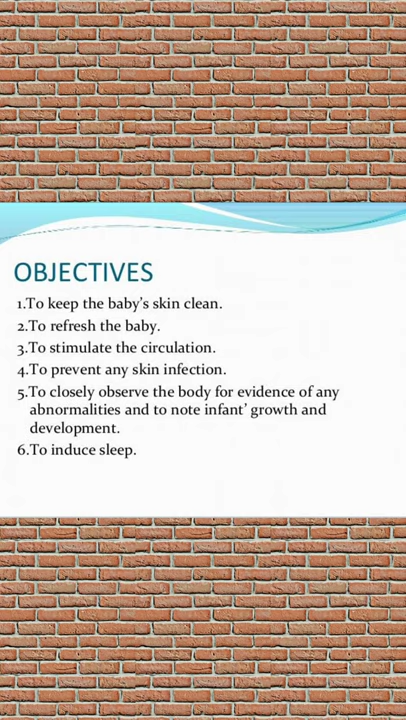 OBJECTIVES
1.To keep the baby's skin clean.
2.To refresh the baby.
3.To stimulate the circulation.
4.To prevent any skin infection.
5.To closely observe the body for evidence of any
abnormalities and to note infant' growth and
development.
6.To induce sleep.